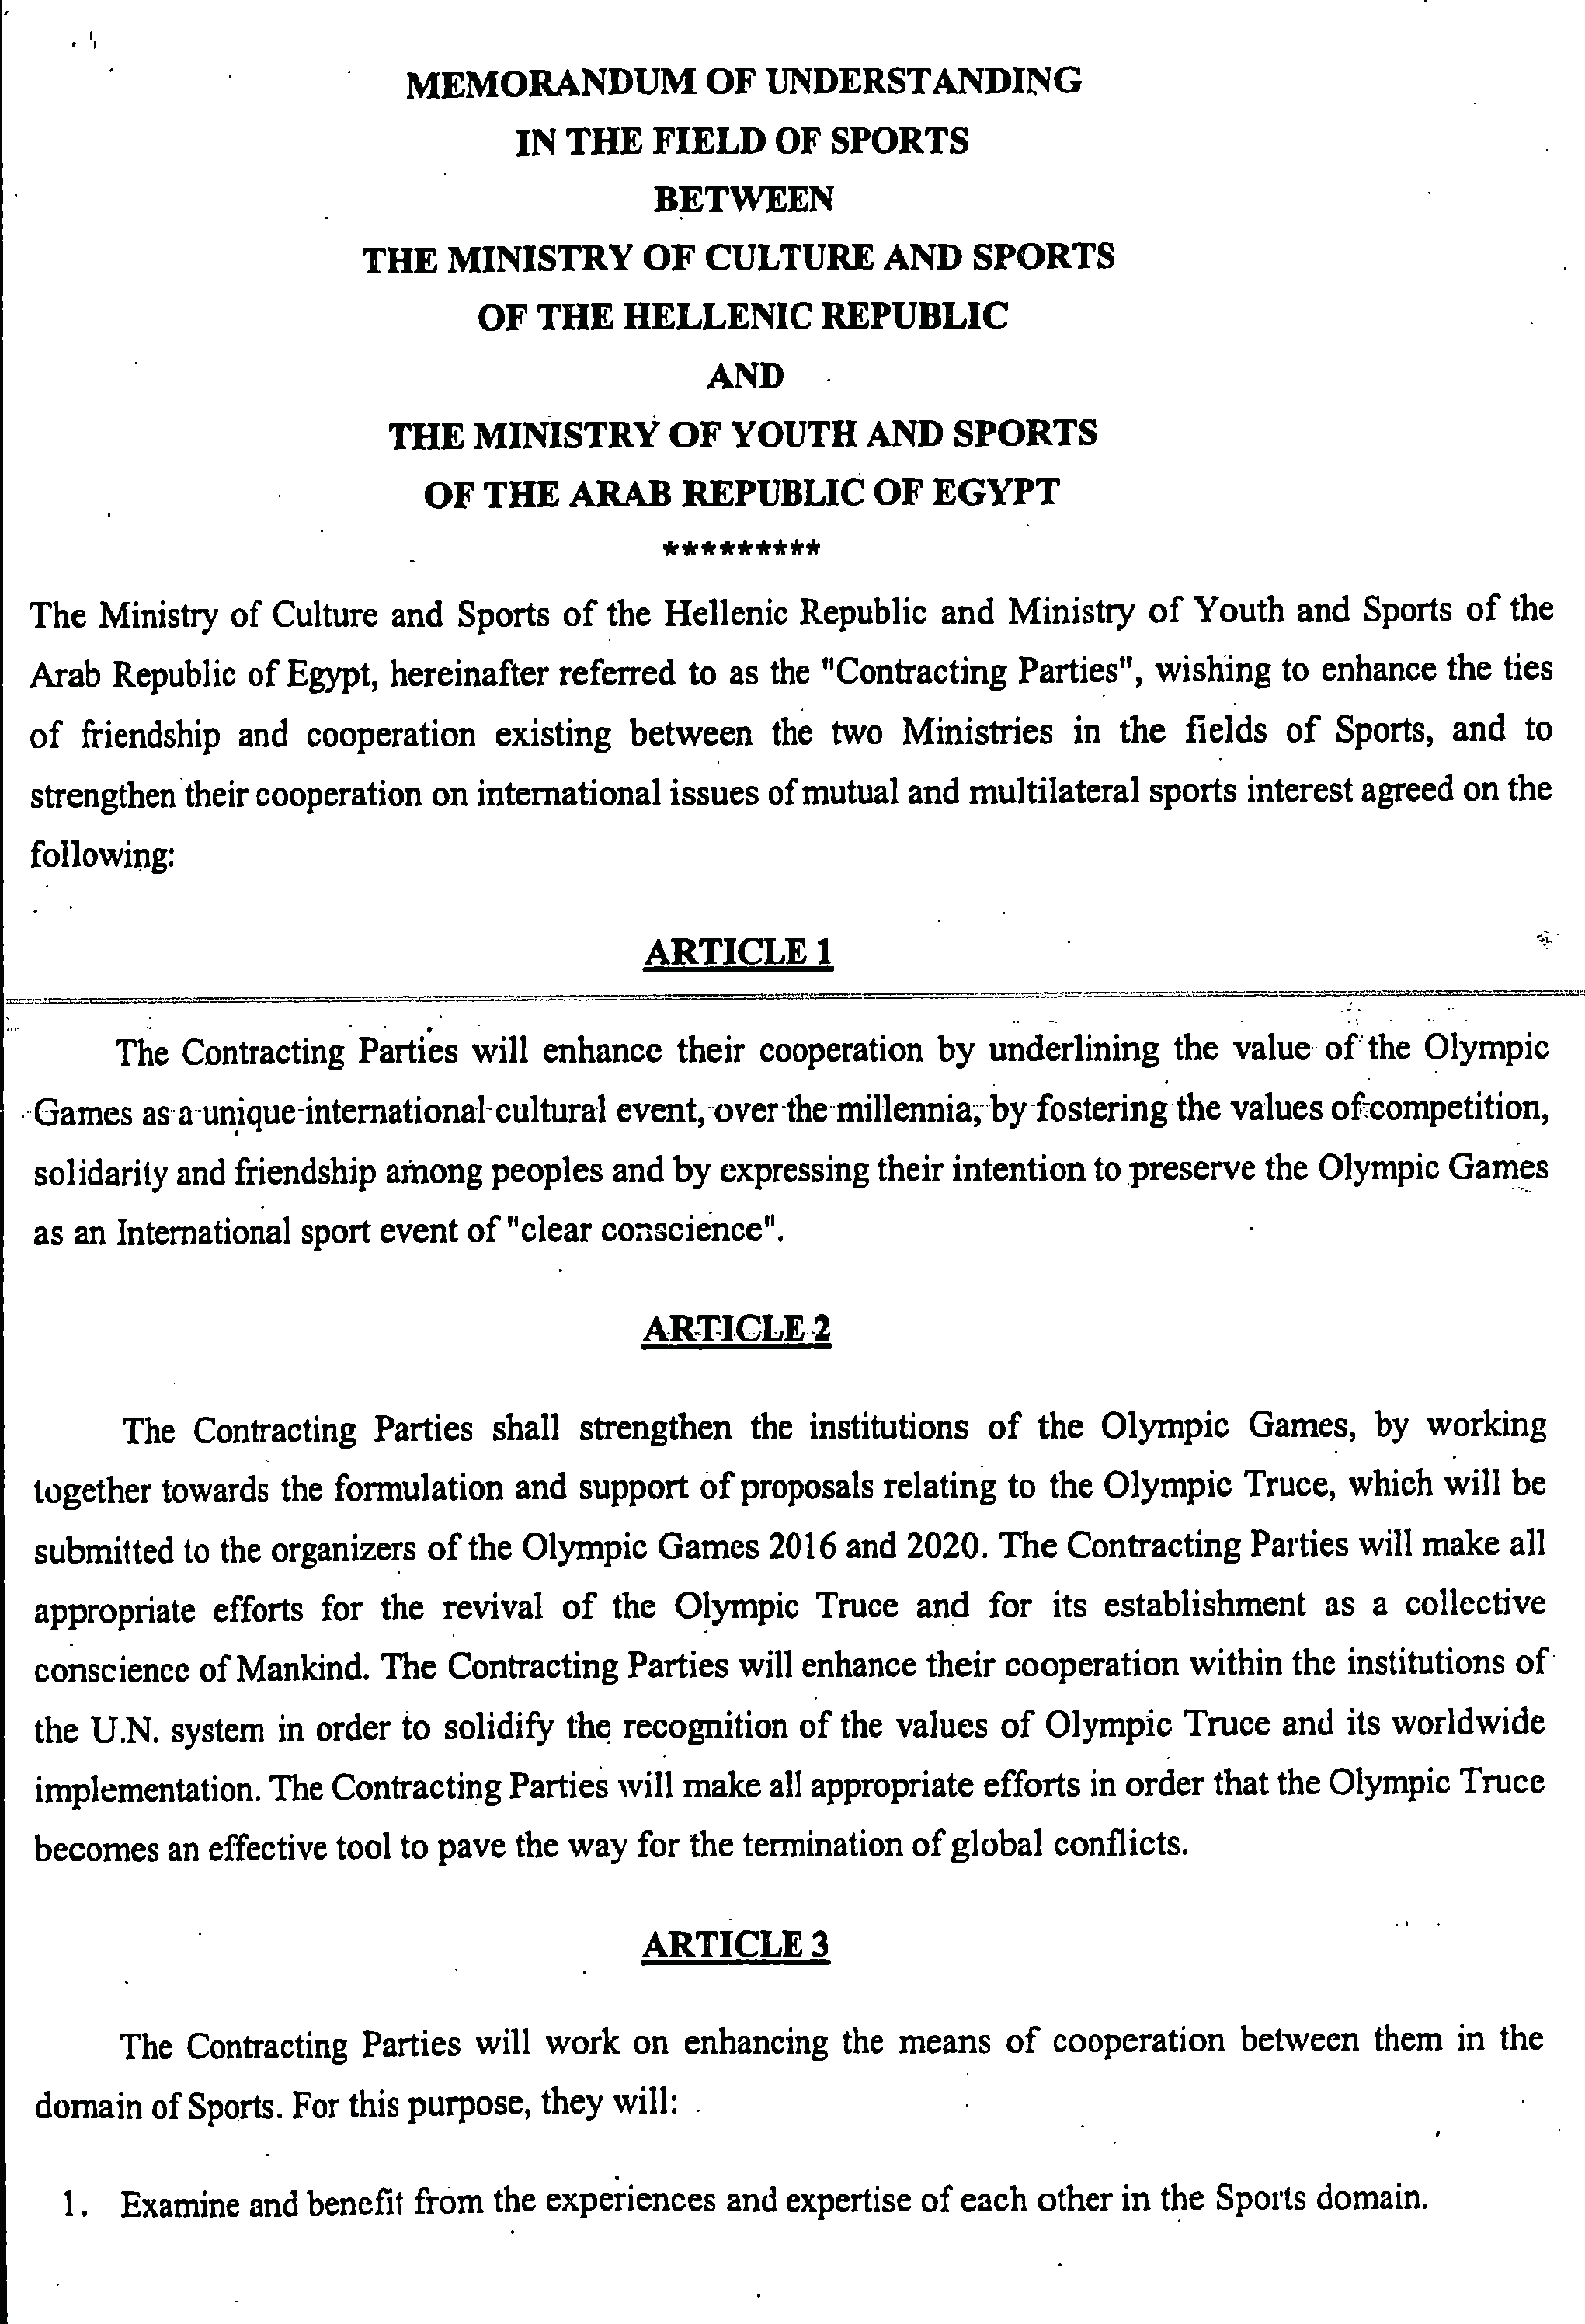 MEMORANDUM OF UNDERSTANDING
IN THE FIELD OF SPORTS
BETWEEN
THE MINISTRY OF CULTURE AND SPORTS
OF THE HELLENIC REPUBLIC
AND
THE MINISTRY OF YOUTH AND SPORTS
OF THE ARAB REPUBLIC OF EGYPT
*********
The Ministry of Culture and Sports of the Hellenic Republic and Ministry of Youth and Sports of the
Arab Republic of Egypt, hereinafter referred to as the "Contracting Parties", wishing to enhance the ties
of friendship and cooperation existing between the two Ministries in the fields of Sports, and to
strengthen their cooperation on international issues of mutual and multilateral sports interest agreed on the
following:
ARTICLE 1
The Contracting Parties will enhance their cooperation by underlining the value of the Olympic
Games as a unique international cultural event, over the millennia, by fostering the values of competition,
solidarity and friendship among peoples and by expressing their intention to preserve the Olympic Games
as an International sport event of "clear conscience".
ARTICLE 2
The Contracting Parties shall strengthen the institutions of the Olympic Games, by working
together towards the formulation and support of proposals relating to the Olympic Truce, which will be
submitted to the organizers of the Olympic Games 2016 and 2020. The Contracting Parties will make all
appropriate efforts for the revival of the Olympic Truce and for its establishment as a collective
conscience of Mankind. The Contracting Parties will enhance their cooperation within the institutions of
the U.N. system in order to solidify the recognition of the values of Olympic Truce and its worldwide
implementation. The Contracting Parties will make all appropriate efforts in order that the Olympic Truce
becomes an effective tool to pave the way for the termination of global conflicts.
ARTICLE 3
The Contracting Parties will work on enhancing the means of cooperation between them in the
domain of Sports. For this purpose, they will:
1. Examine and benefit from the experiences and expertise of each other in the Sports domain.